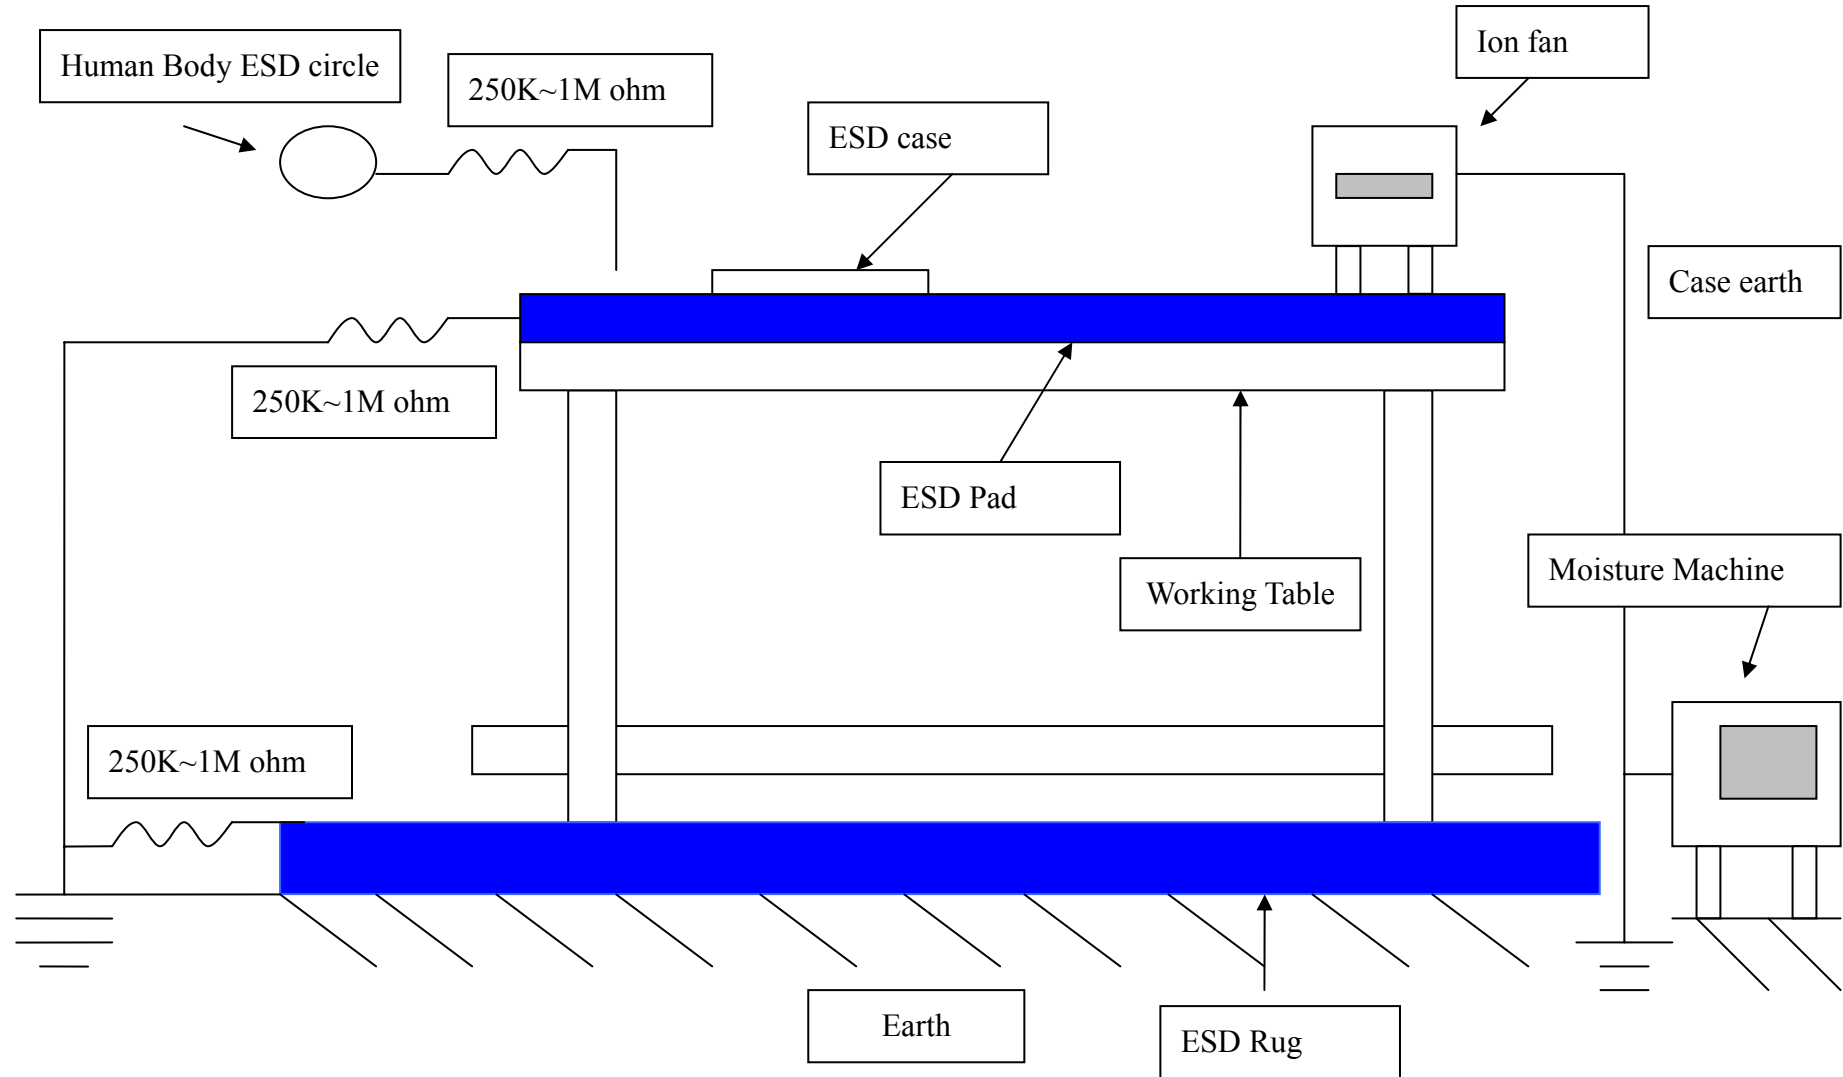 Human Body ESD circle
250K~1M ohm
ESD case
Ion fan
Case earth
250K~1M ohm
ESD Pad
Working Table
Moisture Machine
250K~1M ohm
Earth
ESD Rug